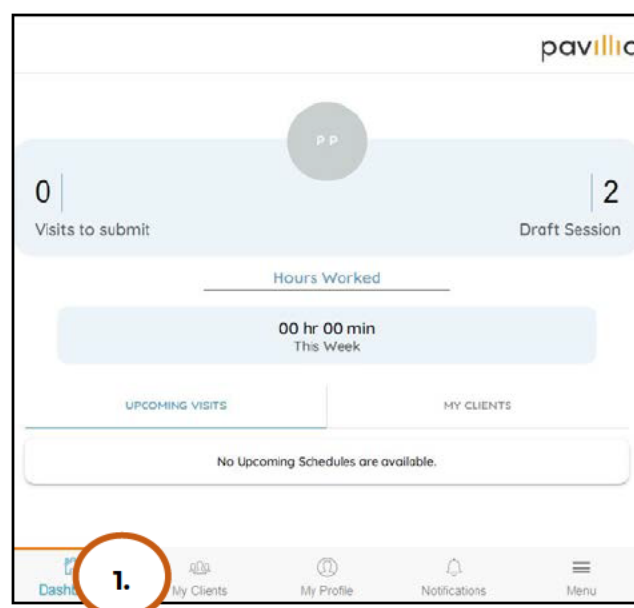 pavillio
P P
0
2
Visits to submit
Draft Session
Hours Worked
00 hr 00 min
This Week
UPCOMING VISITS
MY CLIENTS
No Upcoming Schedules are available.
1.
My Clients
My Profile
Notifications
Menu